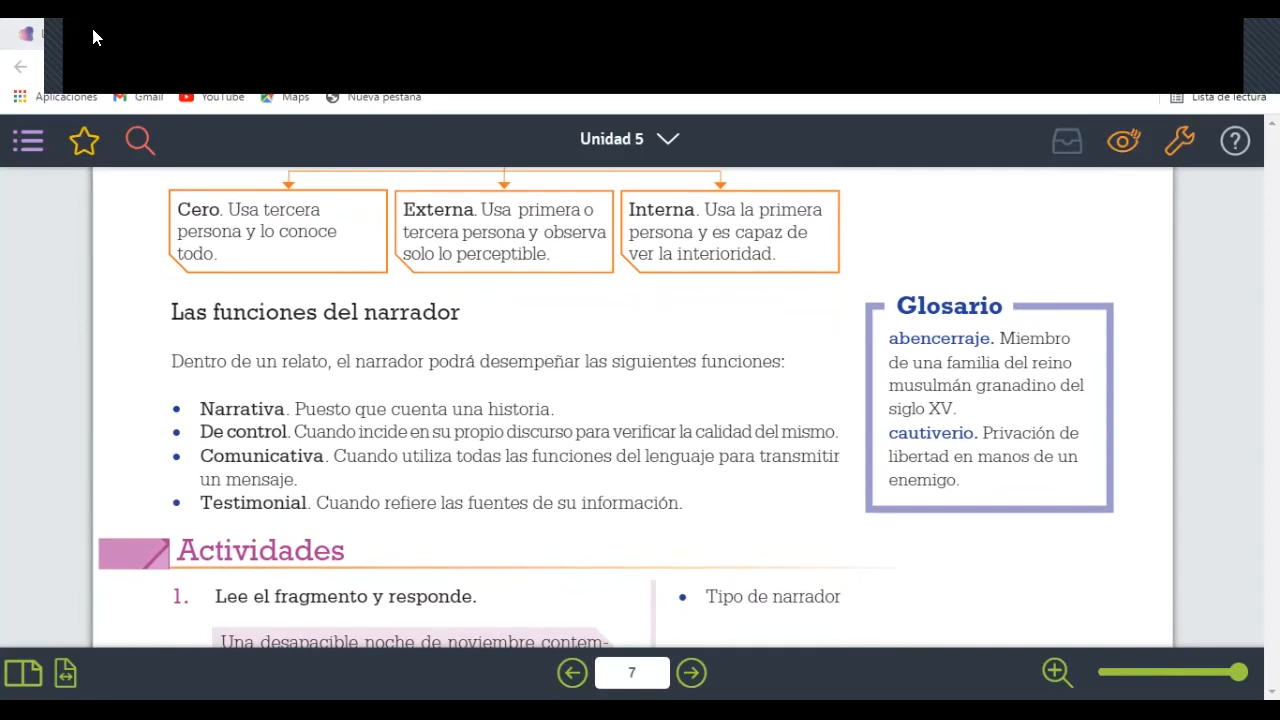 Aplicaciones Gmail YouTube Maps Nueva pestaña Lista de lectura
Unidad 5
Cero. Usa tercera
persona y lo conoce
todo.
Externa. Usa primera o
tercera persona y observa
solo lo perceptible.
Interna. Usa la primera
persona y es capaz de
ver la interioridad.
Las funciones del narrador
Dentro de un relato, el narrador podrá desempeñar las siguientes funciones:
• Narrativa. Puesto que cuenta una historia.
• De control. Cuando incide en su propio discurso para verificar la calidad del mismo.
• Comunicativa. Cuando utiliza todas las funciones del lenguaje para transmitir
un mensaje.
• Testimonial. Cuando refiere las fuentes de su información.
Glosario
abencerraje. Miembro
de una familia del reino
musulmán granadino del
siglo XV.
cautiverio. Privación de
libertad en manos de un
enemigo.
Actividades
1. Lee el fragmento y responde.
Una desapacible noche de noviembre contem-
• Tipo de narrador
7